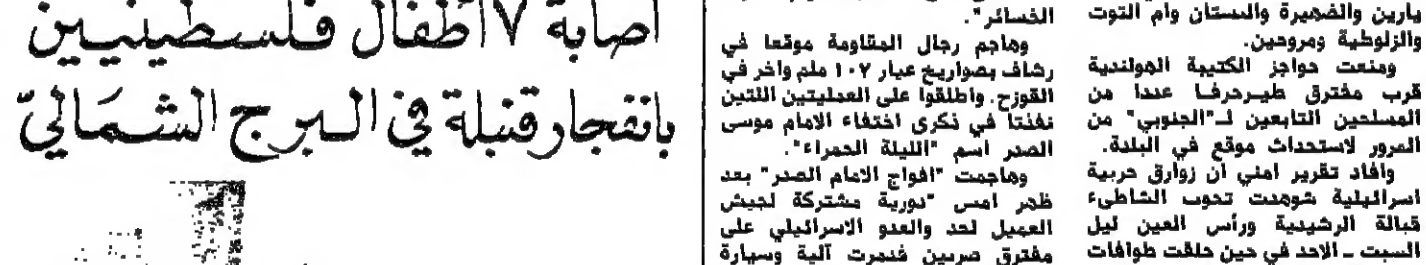 يارين والضهيرة والبستان وام التوت
والزلوطية ومروحين.
ومنعت حواجز الكتيبة الهولندية
قرب مفترق طيرحرفا عددا من
المسلحين التابعين لـ"الجنوبي" من
المرور لاستحداث موقع في البلدة.
وافاد تقرير امني ان زوارق حربية
اسرائيلية شوهدت تجوب الشاطىء
قبالة الرشيدية ورأس العين ليل
السبت ـ الاحد في حين حلقت طوافات
الخسائر".
وهاجم رجال المقاومة موقعا في
رشاف بصواريخ عيار ١٠٧ ملم واخر في
القوزح. واطلقوا على العمليتين اللتين
نفذتا في ذكرى اختفاء الامام موسى
الصدر اسم "الليلة الحمراء".
وهاجمت "افواج الامام الصدر" بعد
ظهر امس "دورية مشتركة لجيش
العميل لحد والعدو الاسرائيلي على
مفترق صربين فدمرت آلية وسيارة
اصابة ٧ أطفال فلسطينيين
بانفجار قنبلة في البرج الشمالي